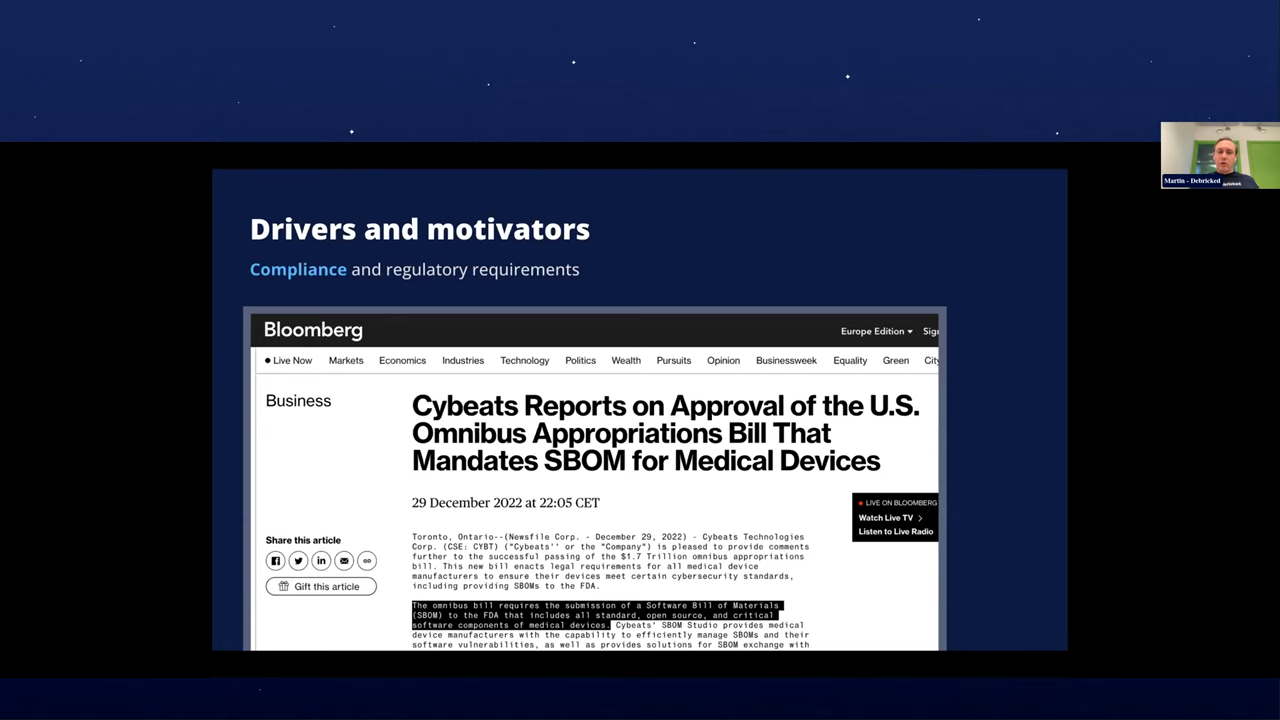 Martin - Debricked
Drivers and motivators
Compliance and regulatory requirements
Bloomberg
Europe Edition
Live Now Markets Economics Industries Technology Politics Wealth Pursuits Opinion Businessweek Equality Green
Business
Cybeats Reports on Approval of the U.S.
Omnibus Appropriations Bill That
Mandates SBOM for Medical Devices
29 December 2022 at 22:05 CET
LIVE ON BLOOMBERG
Watch Live TV
Listen to Live Radio
Share this article
Gift this article
Toronto, Ontario--(Newsfile Corp. - December 29, 2022) - Cybeats Technologies
Corp. (CSE: CYBT) ("Cybeats'' or the "Company") is pleased to provide comments
further to the successful passing of the $1.7 Trillion omnibus appropriations
bill. This new bill enacts legal requirements for all medical device
manufacturers to ensure their devices meet certain cybersecurity standards,
including providing SBOMs to the FDA.
The omnibus bill requires the submission of a Software Bill of Materials
(SBOM) to the FDA that includes all standard, open source, and critical
software components of medical devices. Cybeats' SBOM Studio provides medical
device manufacturers with the capability to efficiently manage SBOMs and their
software vulnerabilities, as well as provides solutions for SBOM exchange with